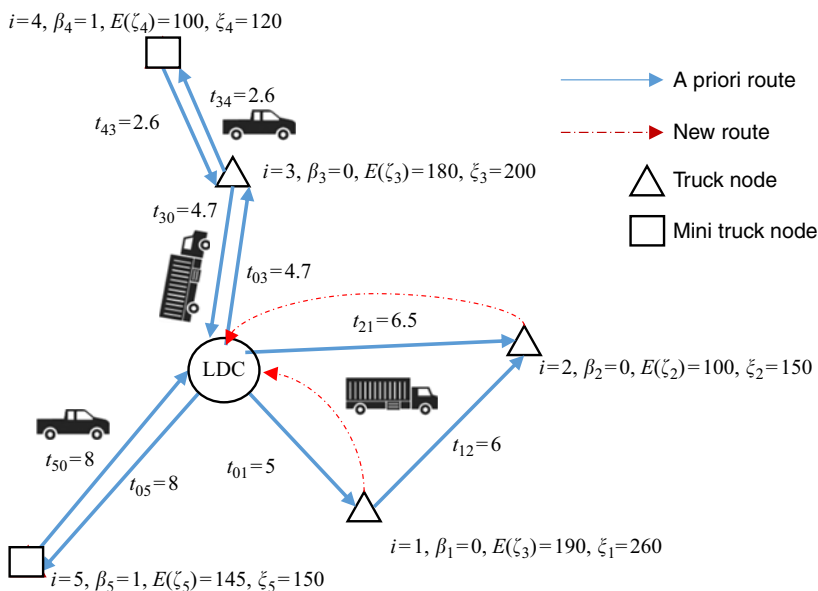 i=4, β₄=1, E(ζ₄)=100, ξ₄=120
t₃₄=2.6
t₄₃=2.6
A priori route
New route
i=3, β₃=0, E(ζ₃)=180, ξ₃=200
Truck node
t₃₀=4.7
Mini truck node
t₀₃=4.7
t₂₁=6.5
LDC
i=2, β₂=0, E(ζ₂)=100, ξ₂=150
t₅₀=8
t₀₁=5
t₁₂=6
t₀₅=8
i=1, β₁=0, E(ζ₃)=190, ξ₁=260
i=5, β₅=1, E(ζ₅)=145, ξ₅=150